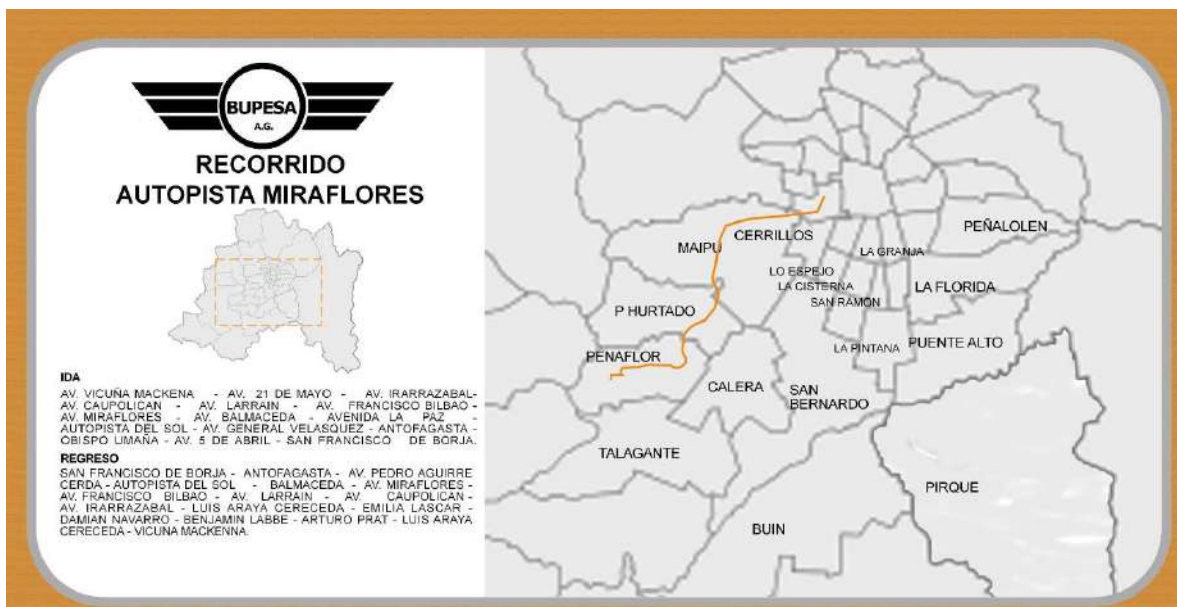 BUPESA
A.G.
RECORRIDO
AUTOPISTA MIRAFLORES
IDA
AV. VICUÑA MACKENA - AV. 21 DE MAYO - AV. IRARRAZABAL-
AV. CAUPOLICAN - AV. LARRAIN - AV. FRANCISCO BILBAO -
AV. MIRAFLORES - AV. BALMACEDA - AVENIDA LA PAZ -
AUTOPISTA DEL SOL - AV. GENERAL VELASQUEZ - ANTOFAGASTA -
OBISPO UMAÑA - AV. 5 DE ABRIL - SAN FRANCISCO DE BORJA.
REGRESO
SAN FRANCISCO DE BORJA - ANTOFAGASTA - AV. PEDRO AGUIRRE
CERDA - AUTOPISTA DEL SOL - BALMACEDA - AV. MIRAFLORES -
AV. FRANCISCO BILBAO - AV. LARRAIN - AV. CAUPOLICAN -
AV. IRARRAZABAL - LUIS ARAYA CERECEDA - EMILIA LASCAR -
DAMIAN NAVARRO - BENJAMIN LABBE - ARTURO PRAT - LUIS ARAYA
CERECEDA - VICUNA MACKENNA.
PEÑALOLEN
CERRILLOS
MAIPU
LA GRANJA
LO ESPEJO
LA CISTERNA
SAN RAMON
LA FLORIDA
P HURTADO
PEÑAFLOR
LA PINTANA
PUENTE ALTO
CALERA
SAN
BERNARDO
TALAGANTE
PIRQUE
BUIN